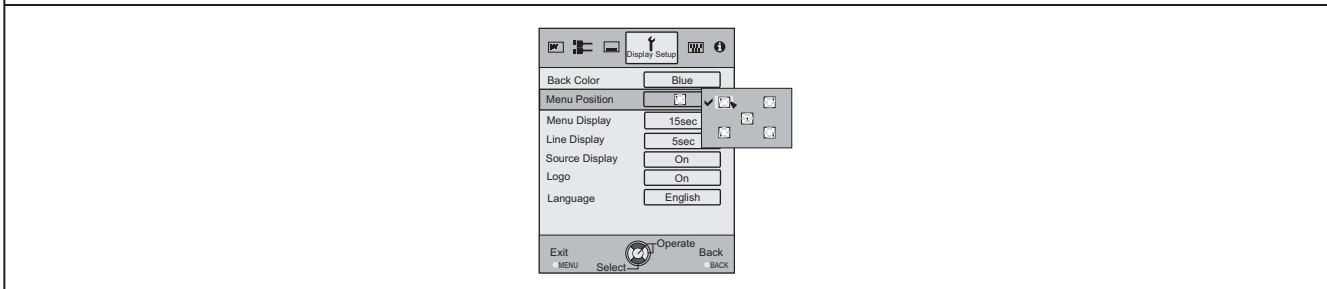 Display Setup
Back Color Blue
Menu Position
Menu Display 15sec
Line Display 5sec
Source Display On
Logo On
Language English
Operate
Exit Back
MENU Select BACK